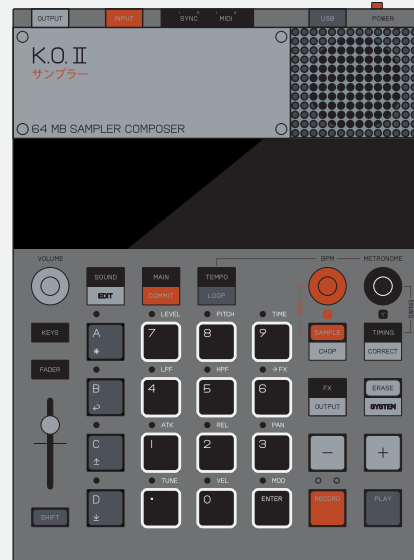 OUTPUT INPUT SYNC MIDI USB POWER
K.O.II
サンプラー
64 MB SAMPLER COMPOSER
VOLUME BPM METRONOME
SOUND MAIN TEMPO
EDIT COMMIT LOOP
X Y
LEVEL PITCH TIME
KEYS A 7 8 9 SAMPLE TIMING
CHOP CORRECT
FADER LPF HPF →FX
B 4 5 6 FX ERASE
OUTPUT SYSTEM
ATK REL PAN
C 1 2 3 - +
TUNE VEL MOD
D . 0 ENTER RECORD PLAY
SHIFT